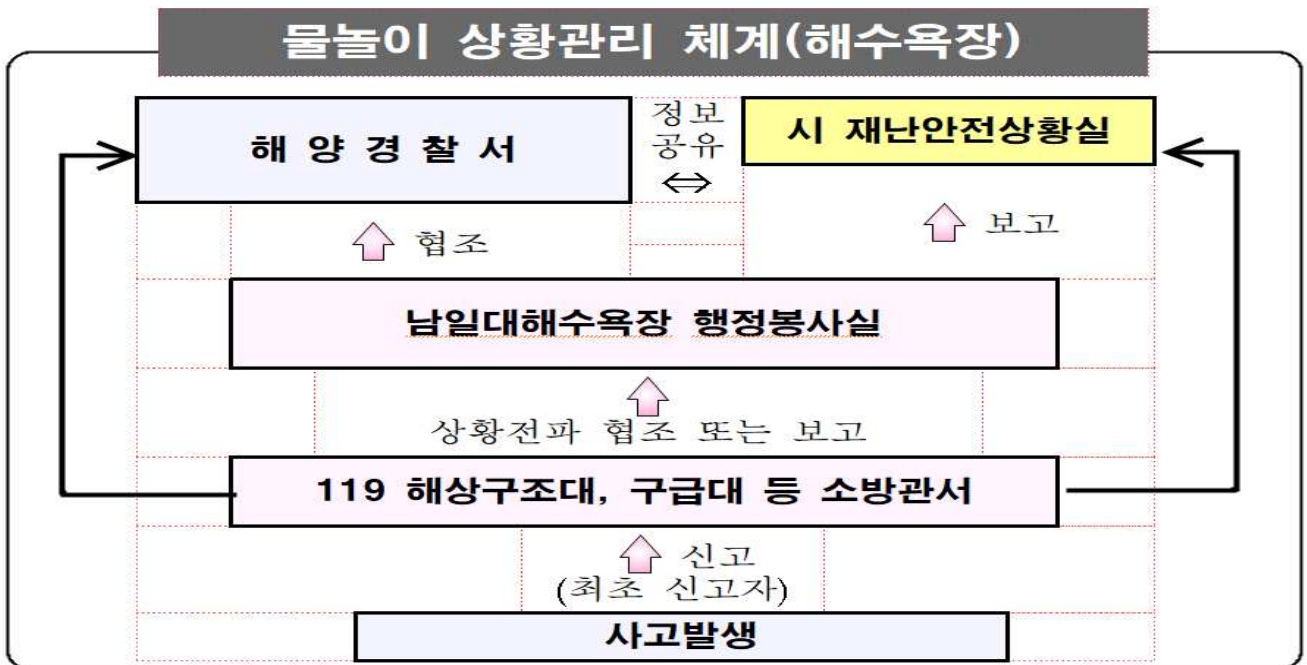 물놀이 상황관리 체계(해수욕장)
해 양 경 찰 서
정보
공유
⇔
시 재난안전상황실
협조
보고
남일대해수욕장 행정봉사실
상황전파 협조 또는 보고
119 해상구조대, 구급대 등 소방관서
신고
(최초 신고자)
사고발생